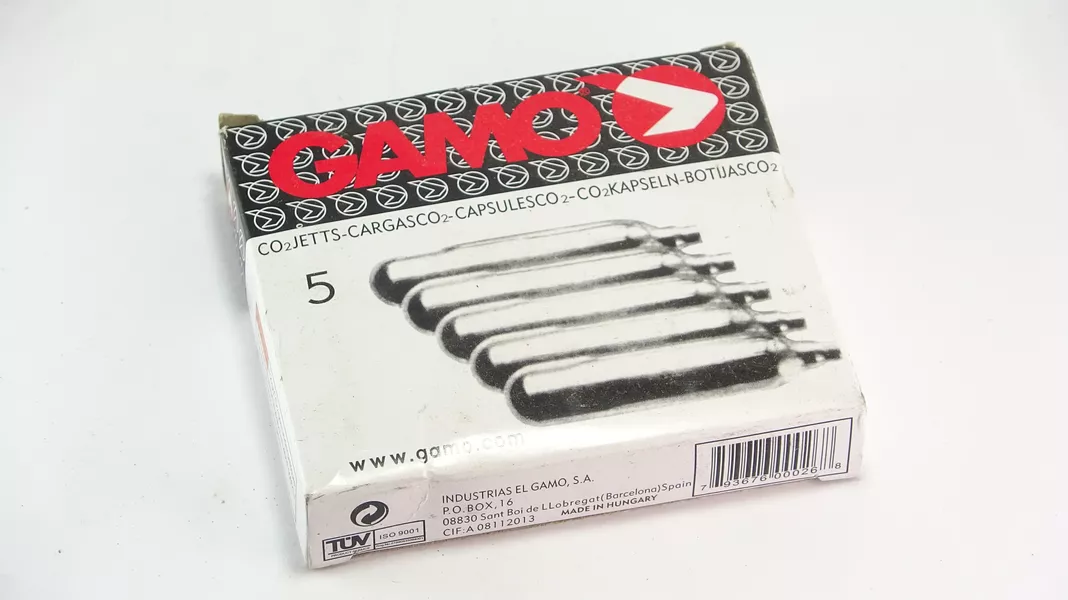 GAMO®
CO₂JETTS-CARGASCO₂-CAPSULESCO₂-CO₂KAPSELN-BOTIJASCO₂
5
www.gamo.com
INDUSTRIAS EL GAMO, S.A.
P.O.BOX, 16
08830 Sant Boi de LLobregat (Barcelona) Spain
CIF: A 08112013 MADE IN HUNGARY
TÜV ISO 9001
7 93676 00026 8